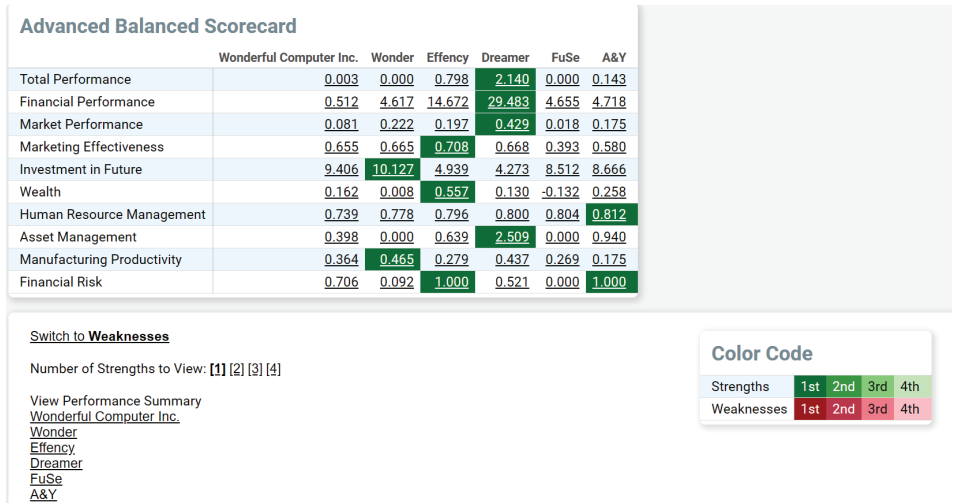 Advanced Balanced Scorecard
Wonderful Computer Inc. Wonder Effency Dreamer FuSe A&Y
Total Performance 0.003 0.000 0.798 2.140 0.000 0.143
Financial Performance 0.512 4.617 14.672 29.483 4.655 4.718
Market Performance 0.081 0.222 0.197 0.429 0.018 0.175
Marketing Effectiveness 0.655 0.665 0.708 0.668 0.393 0.580
Investment in Future 9.406 10.127 4.939 4.273 8.512 8.666
Wealth 0.162 0.008 0.557 0.130 -0.132 0.258
Human Resource Management 0.739 0.778 0.796 0.800 0.804 0.812
Asset Management 0.398 0.000 0.639 2.509 0.000 0.940
Manufacturing Productivity 0.364 0.465 0.279 0.437 0.269 0.175
Financial Risk 0.706 0.092 1.000 0.521 0.000 1.000
Switch to Weaknesses
Number of Strengths to View: [1] [2] [3] [4]
View Performance Summary
Wonderful Computer Inc.
Wonder
Effency
Dreamer
FuSe
A&Y
Color Code
Strengths 1st 2nd 3rd 4th
Weaknesses 1st 2nd 3rd 4th